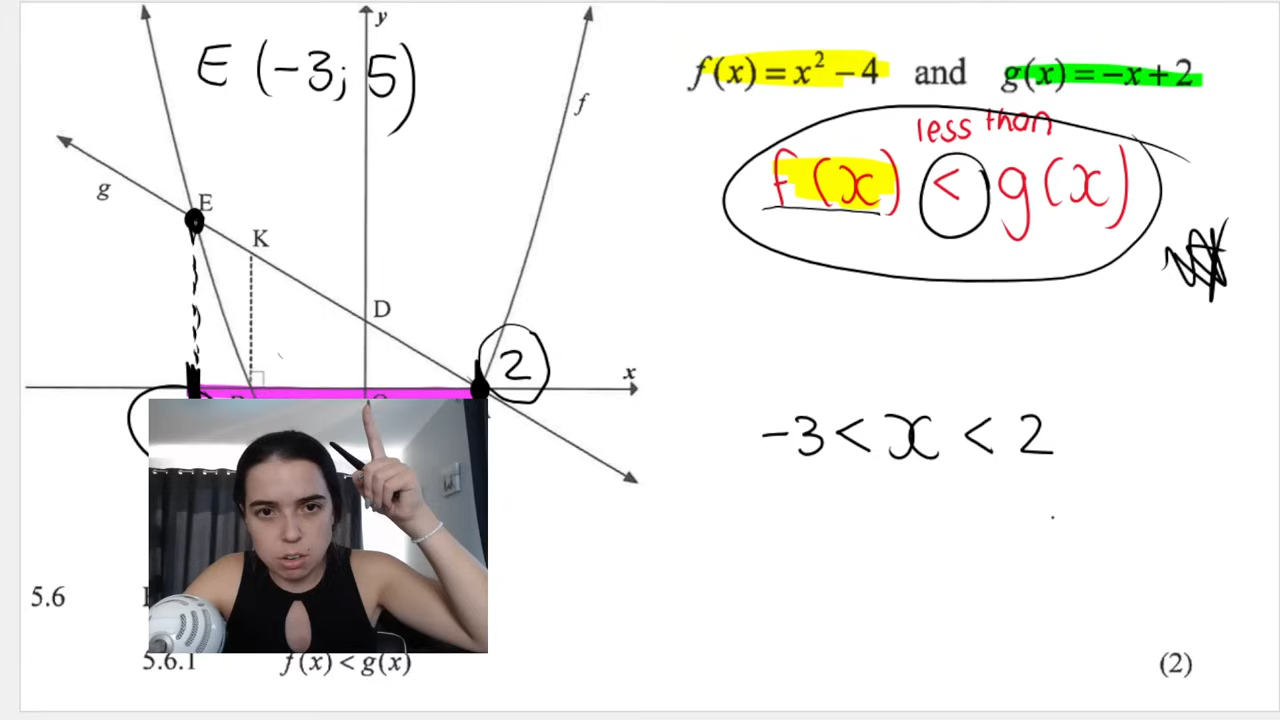 y
E (-3; 5)
f
g
E
K
D
2
x
f(x) = x² − 4 and g(x) = −x + 2
less than
f(x) < g(x)
-3 < x < 2
5.6
5.6.1 f(x) < g(x)
(2)